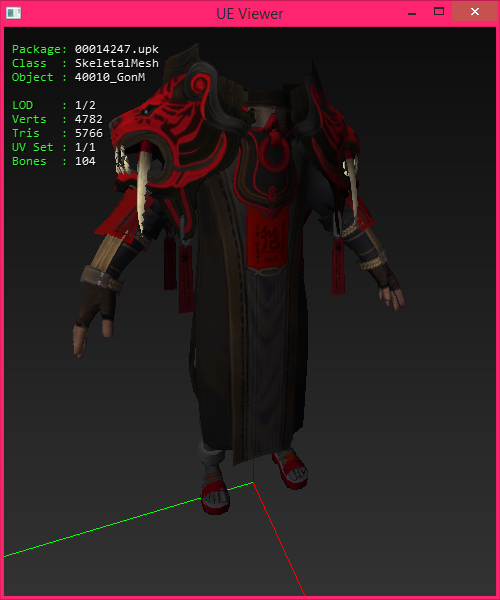 UE Viewer
Package: 00014247.upk
Class : SkeletalMesh
Object : 40010_GonM
LOD : 1/2
Verts : 4782
Tris : 5766
UV Set : 1/1
Bones : 104